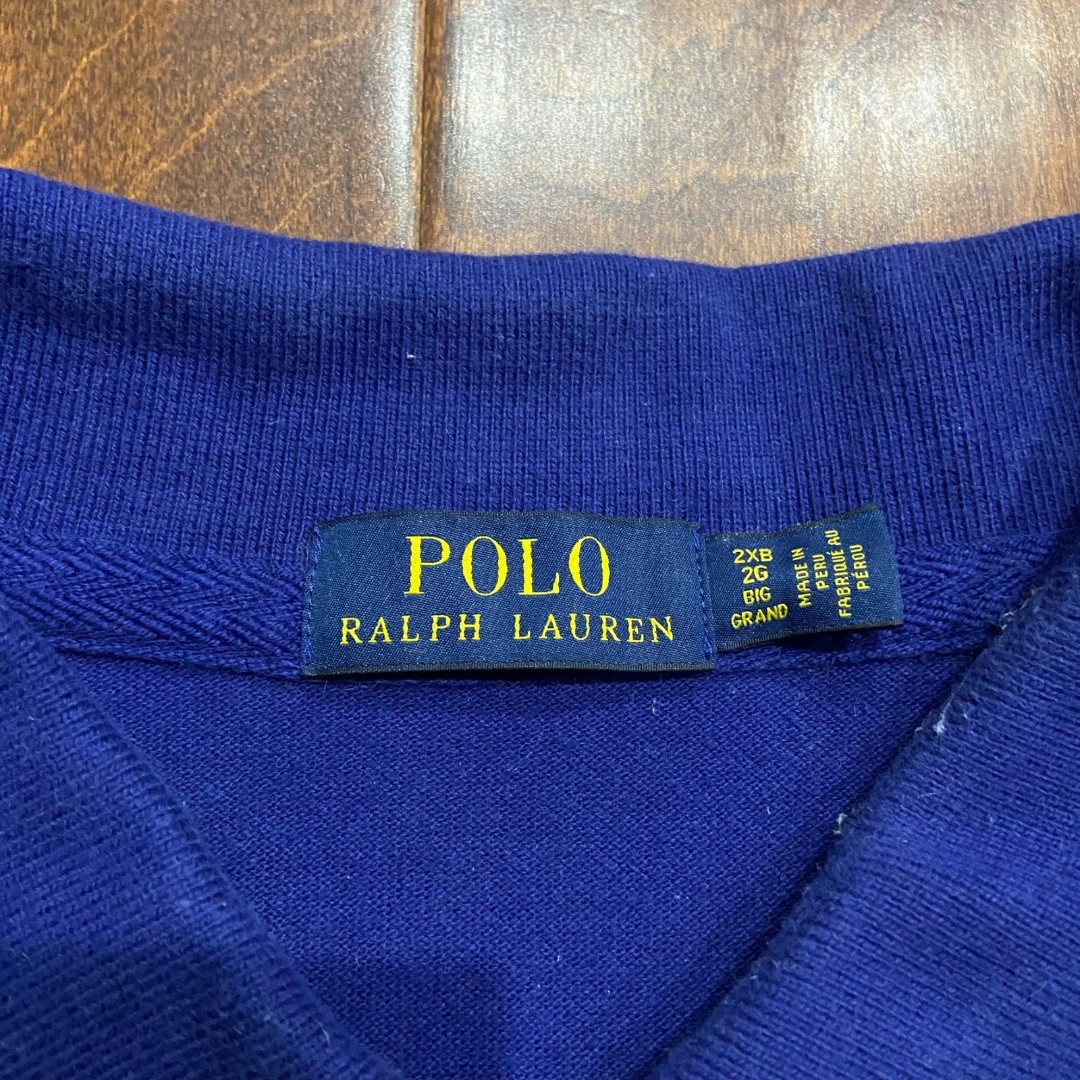 POLO
RALPH LAUREN
2XB
2G
BIG
GRAND
MADE IN
PERU
FABRIQUÉ AU
PÉROU